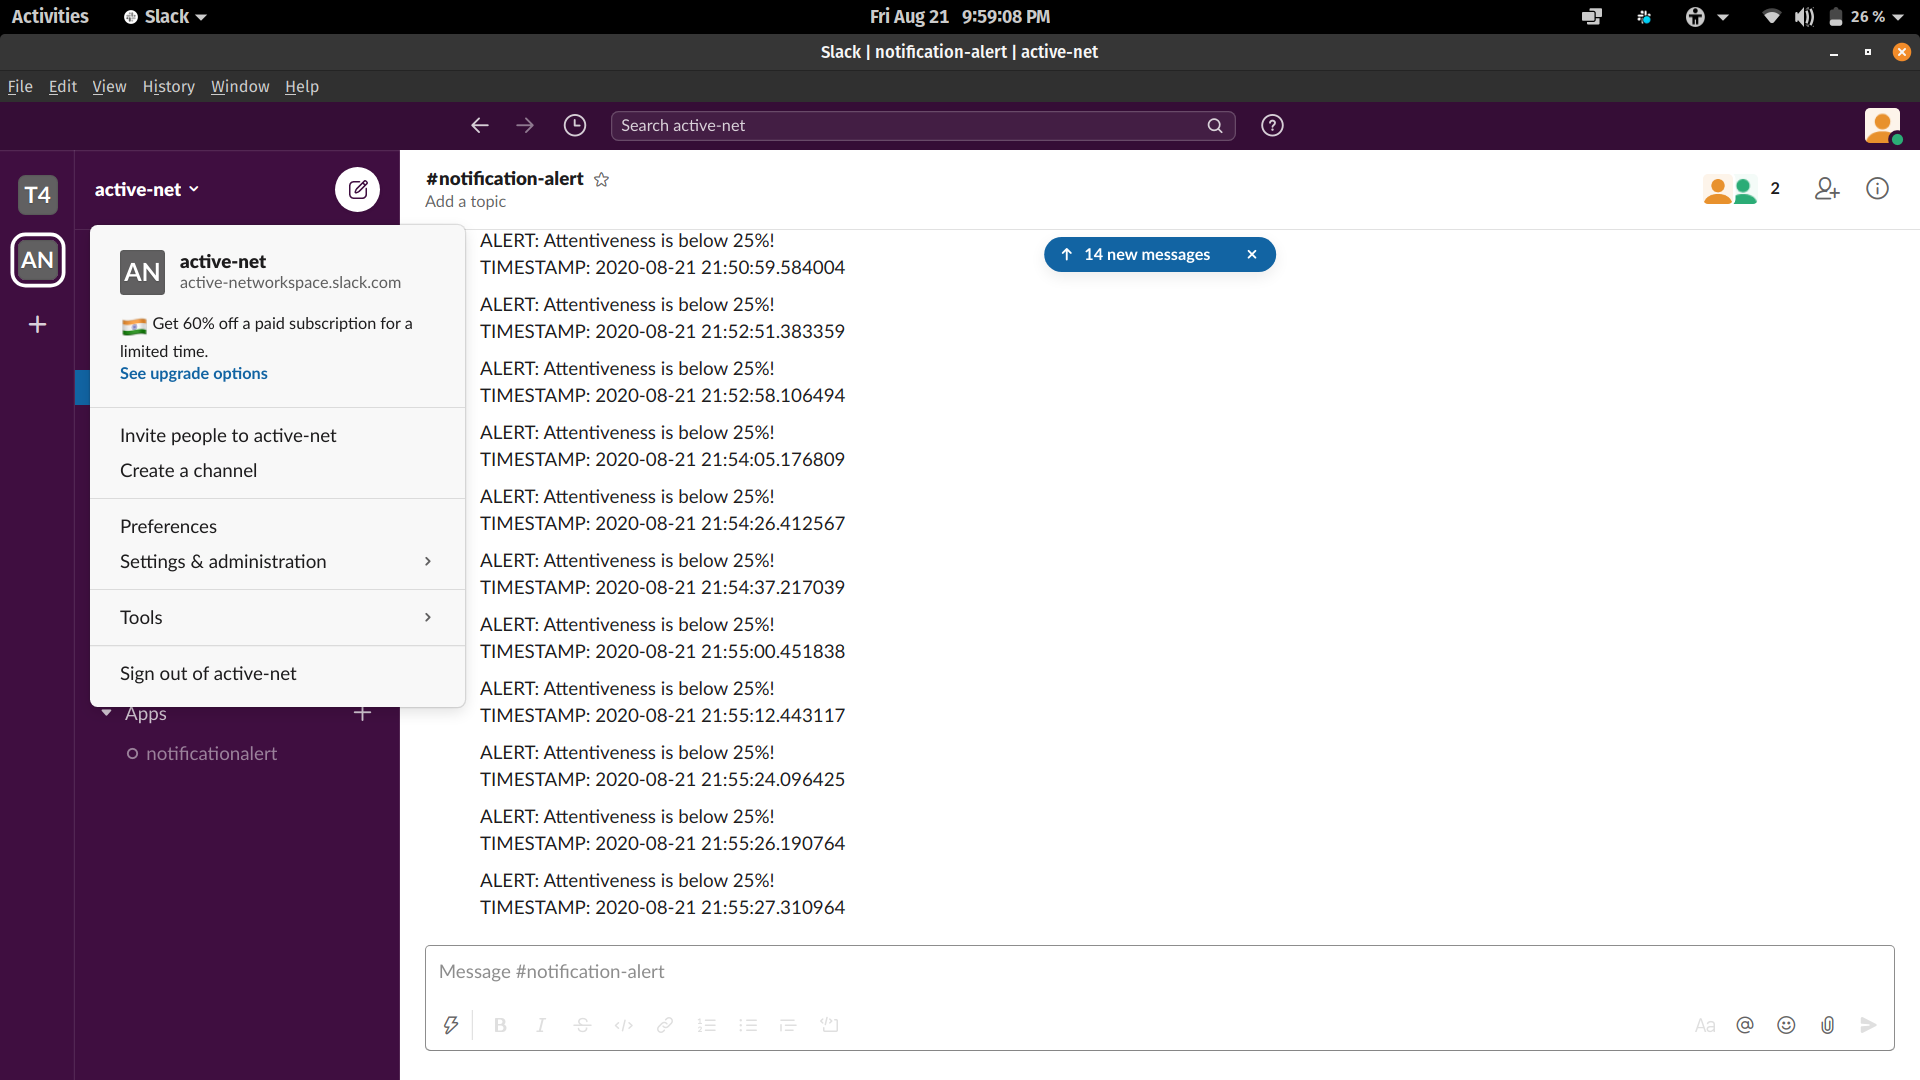 Activities
Slack
Fri Aug 21 9:59:08 PM
26 %
Slack | notification-alert | active-net
File Edit View History Window Help
Search active-net
T4
AN
active-net
#notification-alert
Add a topic
2
14 new messages
AN
active-net
active-networkspace.slack.com
Get 60% off a paid subscription for a
limited time.
See upgrade options
Invite people to active-net
Create a channel
Preferences
Settings & administration
Tools
Sign out of active-net
Apps
notificationalert
ALERT: Attentiveness is below 25%!
TIMESTAMP: 2020-08-21 21:50:59.584004
ALERT: Attentiveness is below 25%!
TIMESTAMP: 2020-08-21 21:52:51.383359
ALERT: Attentiveness is below 25%!
TIMESTAMP: 2020-08-21 21:52:58.106494
ALERT: Attentiveness is below 25%!
TIMESTAMP: 2020-08-21 21:54:05.176809
ALERT: Attentiveness is below 25%!
TIMESTAMP: 2020-08-21 21:54:26.412567
ALERT: Attentiveness is below 25%!
TIMESTAMP: 2020-08-21 21:54:37.217039
ALERT: Attentiveness is below 25%!
TIMESTAMP: 2020-08-21 21:55:00.451838
ALERT: Attentiveness is below 25%!
TIMESTAMP: 2020-08-21 21:55:12.443117
ALERT: Attentiveness is below 25%!
TIMESTAMP: 2020-08-21 21:55:24.096425
ALERT: Attentiveness is below 25%!
TIMESTAMP: 2020-08-21 21:55:26.190764
ALERT: Attentiveness is below 25%!
TIMESTAMP: 2020-08-21 21:55:27.310964
Message #notification-alert
B I S </> Aa @